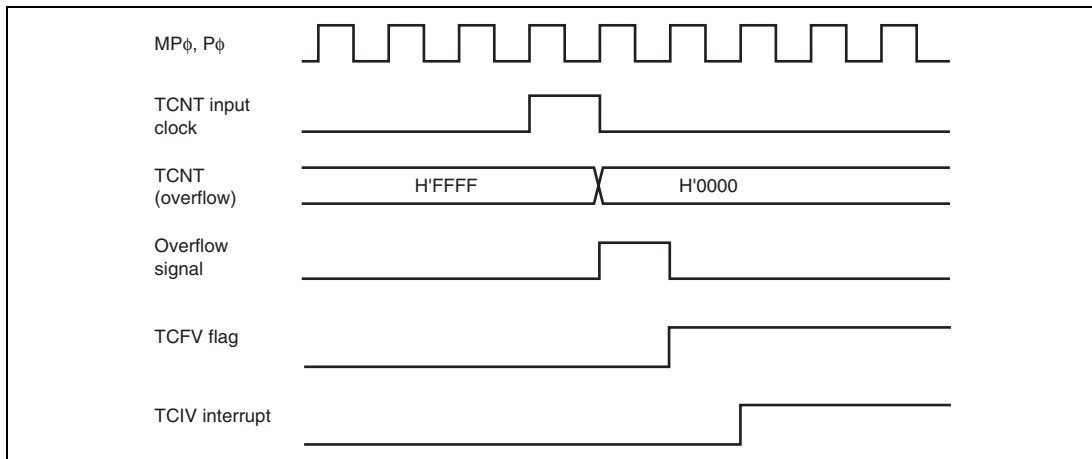 MPϕ, Pϕ
TCNT input
clock
TCNT
(overflow)
H'FFFF
H'0000
Overflow
signal
TCFV flag
TCIV interrupt